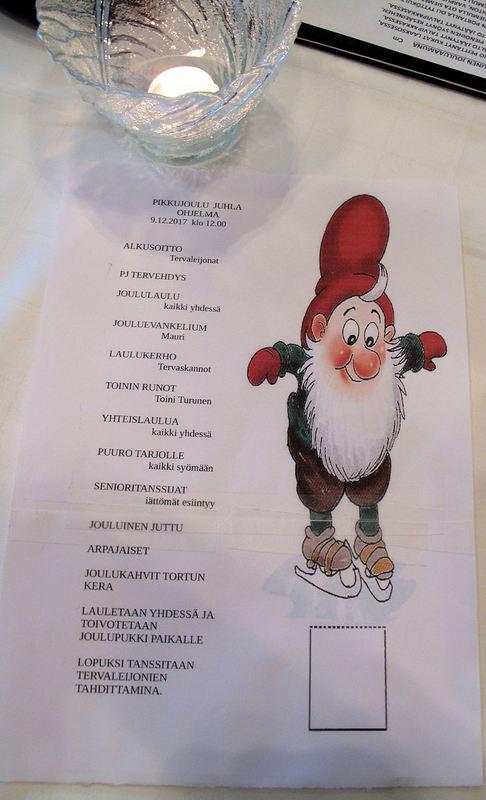 PIKKUJOULU JUHLA
OHJELMA
9.12.2017 klo 12.00
ALKUSOITTO
Tervaleijonat
PJ TERVEHDYS
JOULULAULU
kaikki yhdessä
JOULUEVANKELIUM
Mauri
LAULUKERHO
Tervaskannot
TOININ RUNOT
Toini Turunen
YHTEISLAULUA
kaikki yhdessä
PUURO TARJOLLE
kaikki syömään
SENIORITANSSIJAT
iättömät esiintyy
JOULUINEN JUTTU
ARPAJAISET
JOULUKAHVIT TORTUN
KERA
LAULETAAN YHDESSÄ JA
TOIVOTETAAN
JOULUPUKKI PAIKALLE
LOPUKSI TANSSITAAN
TERVALEIJONIEN
TAHDITTAMINA.